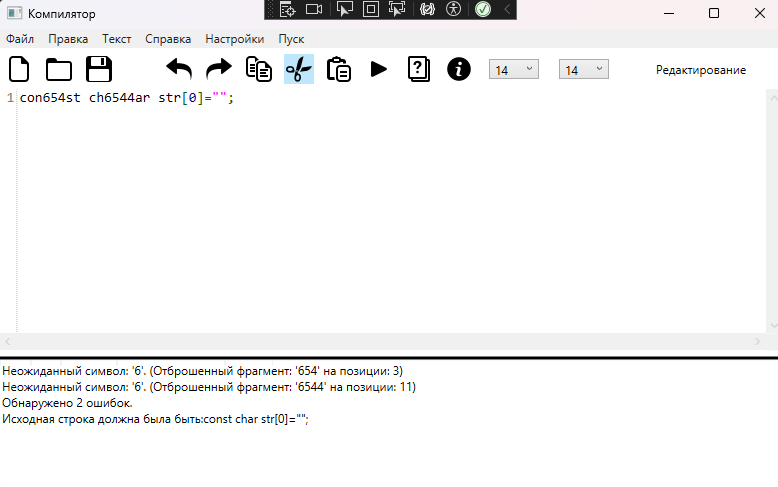 Компилятор
Файл Правка Текст Справка Настройки Пуск
14 14 Редактирование
1 con654st ch6544ar str[0]="";
Неожиданный символ: '6'. (Отброшенный фрагмент: '654' на позиции: 3)
Неожиданный символ: '6'. (Отброшенный фрагмент: '6544' на позиции: 11)
Обнаружено 2 ошибок.
Исходная строка должна была быть:const char str[0]="";